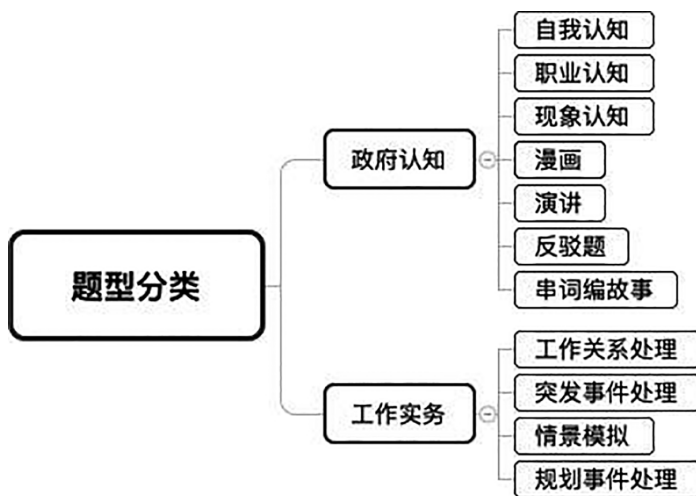 题型分类
政府认知
自我认知
职业认知
现象认知
漫画
演讲
反驳题
串词编故事
工作实务
工作关系处理
突发事件处理
情景模拟
规划事件处理